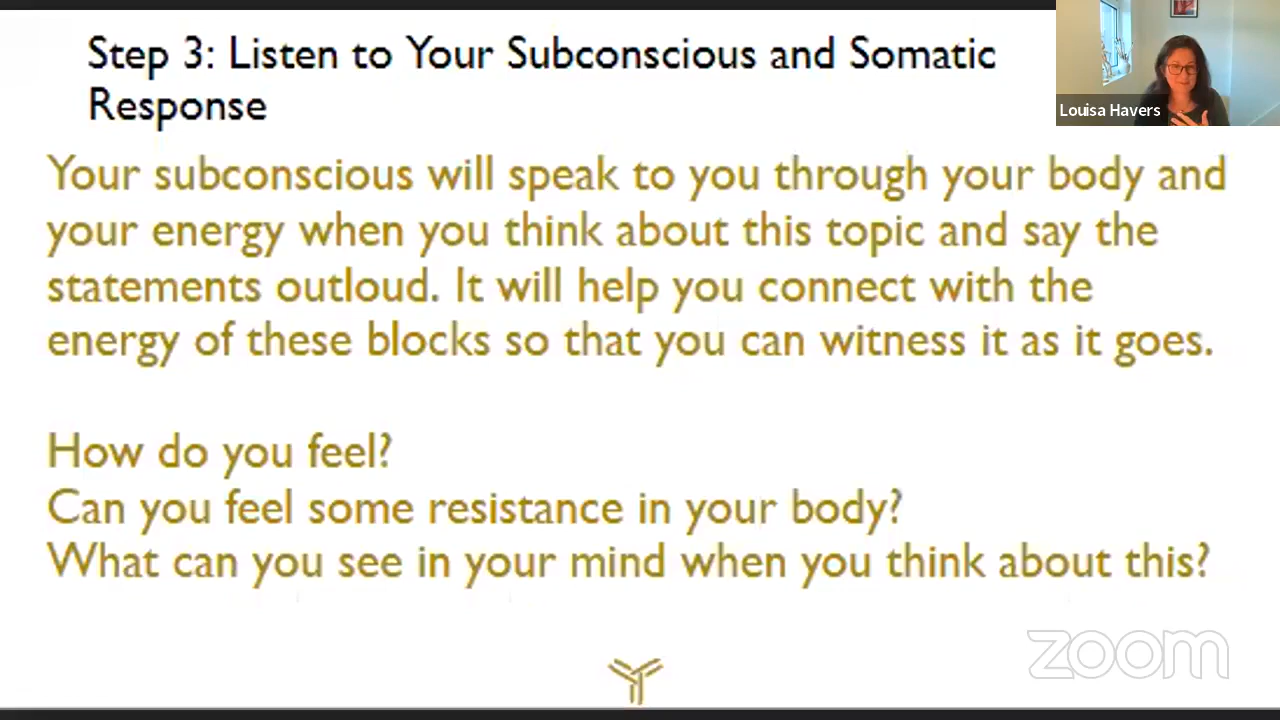 Step 3: Listen to Your Subconscious and Somatic
Response
Louisa Havers
Your subconscious will speak to you through your body and
your energy when you think about this topic and say the
statements outloud. It will help you connect with the
energy of these blocks so that you can witness it as it goes.
How do you feel?
Can you feel some resistance in your body?
What can you see in your mind when you think about this?
zoom